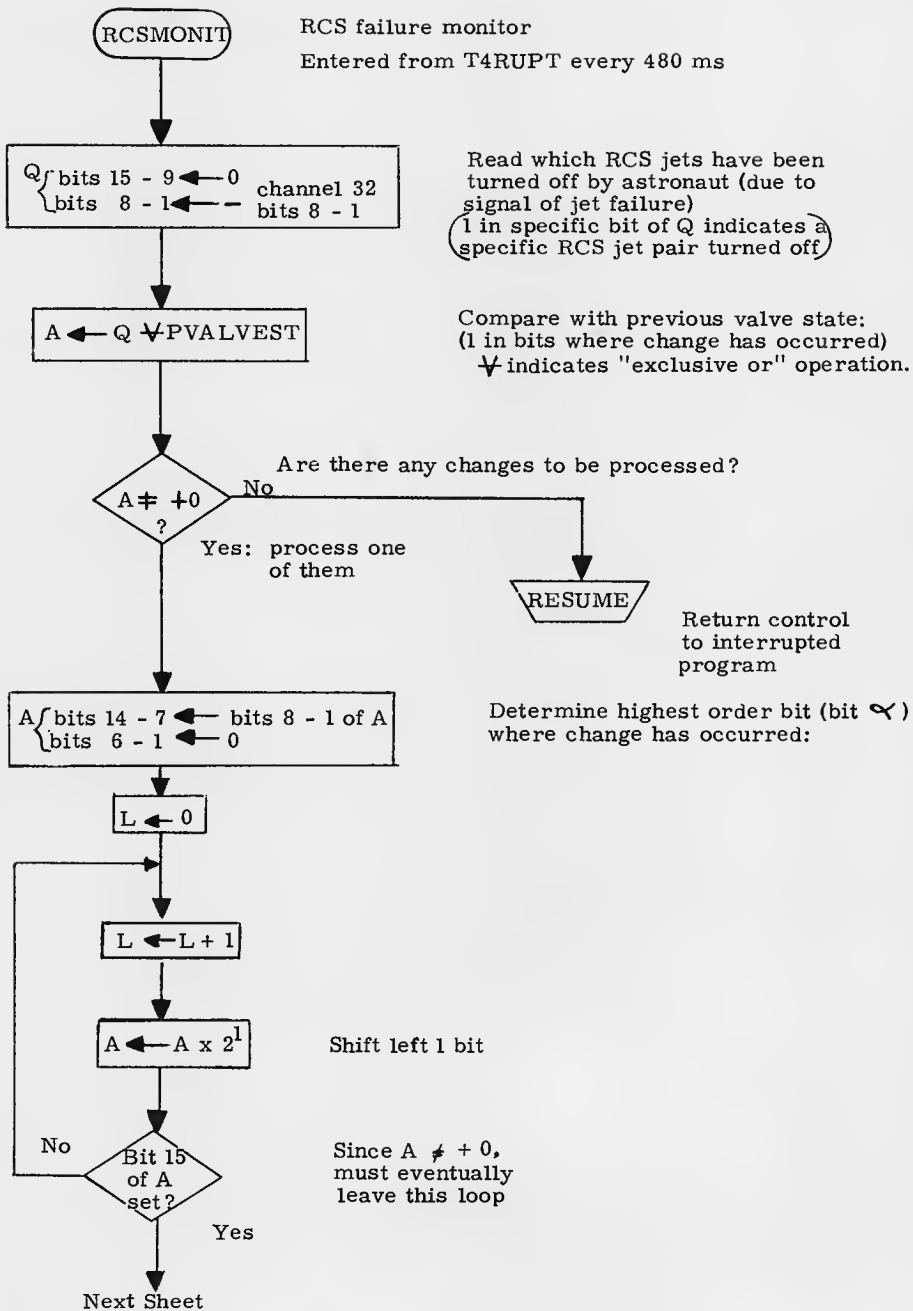 RCSMONIT
RCS failure monitor
Entered from T4RUPT every 480 ms
Q { bits 15 - 9 ← 0
bits 8 - 1 ← - channel 32
bits 8 - 1
Read which RCS jets have been
turned off by astronaut (due to
signal of jet failure)
(1 in specific bit of Q indicates a
specific RCS jet pair turned off)
A ← Q ⊻ PVALVEST
Compare with previous valve state:
(1 in bits where change has occurred)
⊻ indicates "exclusive or" operation.
Are there any changes to be processed?
A ≠ +0
?
No
Yes: process one
of them
RESUME
Return control
to interrupted
program
A { bits 14 - 7 ← bits 8 - 1 of A
bits 6 - 1 ← 0
Determine highest order bit (bit ∝)
where change has occurred:
L ← 0
L ← L + 1
A ← A x 2^1
Shift left 1 bit
No
Bit 15
of A
set?
Since A ≠ + 0,
must eventually
leave this loop
Yes
Next Sheet